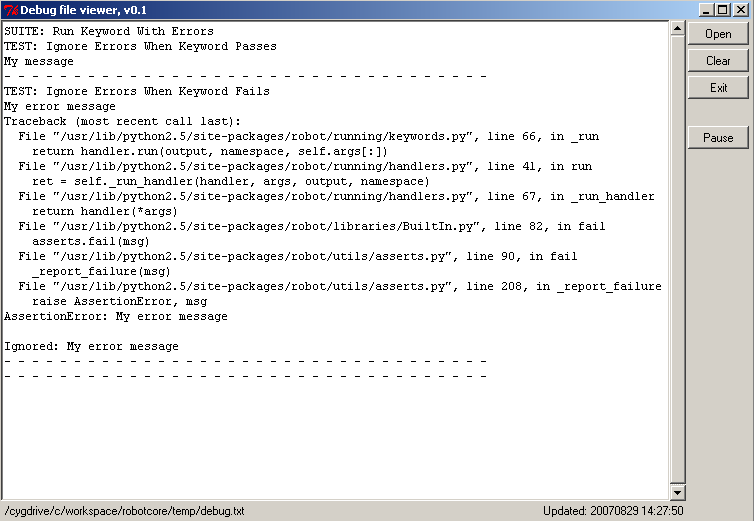 Debug file viewer, v0.1
SUITE: Run Keyword With Errors
TEST: Ignore Errors When Keyword Passes
My message
- - - - - - - - - - - - - - - - - - - - - - - - - - - - - - - - - - -
TEST: Ignore Errors When Keyword Fails
My error message
Traceback (most recent call last):
  File "/usr/lib/python2.5/site-packages/robot/running/keywords.py", line 66, in _run
    return handler.run(output, namespace, self.args[:])
  File "/usr/lib/python2.5/site-packages/robot/running/handlers.py", line 41, in run
    ret = self._run_handler(handler, args, output, namespace)
  File "/usr/lib/python2.5/site-packages/robot/running/handlers.py", line 67, in _run_handler
    return handler(*args)
  File "/usr/lib/python2.5/site-packages/robot/libraries/BuiltIn.py", line 82, in fail
    asserts.fail(msg)
  File "/usr/lib/python2.5/site-packages/robot/utils/asserts.py", line 90, in fail
    _report_failure(msg)
  File "/usr/lib/python2.5/site-packages/robot/utils/asserts.py", line 208, in _report_failure
    raise AssertionError, msg
AssertionError: My error message
Ignored: My error message
- - - - - - - - - - - - - - - - - - - - - - - - - - - - - - - - - - -
- - - - - - - - - - - - - - - - - - - - - - - - - - - - - - - - - - -
Open
Clear
Exit
Pause
/cygdrive/c/workspace/robotcore/temp/debug.txt
Updated: 20070829 14:27:50